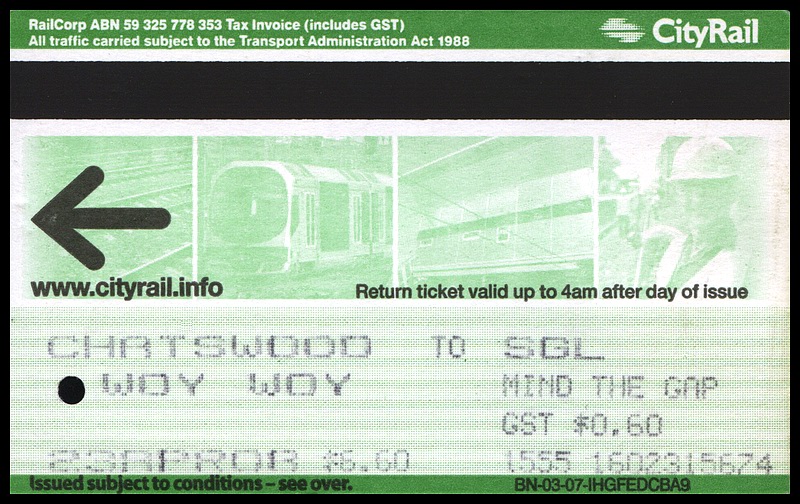 RailCorp ABN 59 325 778 353 Tax Invoice (includes GST)
All traffic carried subject to the Transport Administration Act 1988
CityRail
www.cityrail.info
Return ticket valid up to 4am after day of issue
CHATSWOOD TO SGL
WOY WOY MIND THE GAP
GST $0.60
23APR08 $6.60 1555 1602315674
Issued subject to conditions – see over.
BN-03-07-IHGFEDCBA9